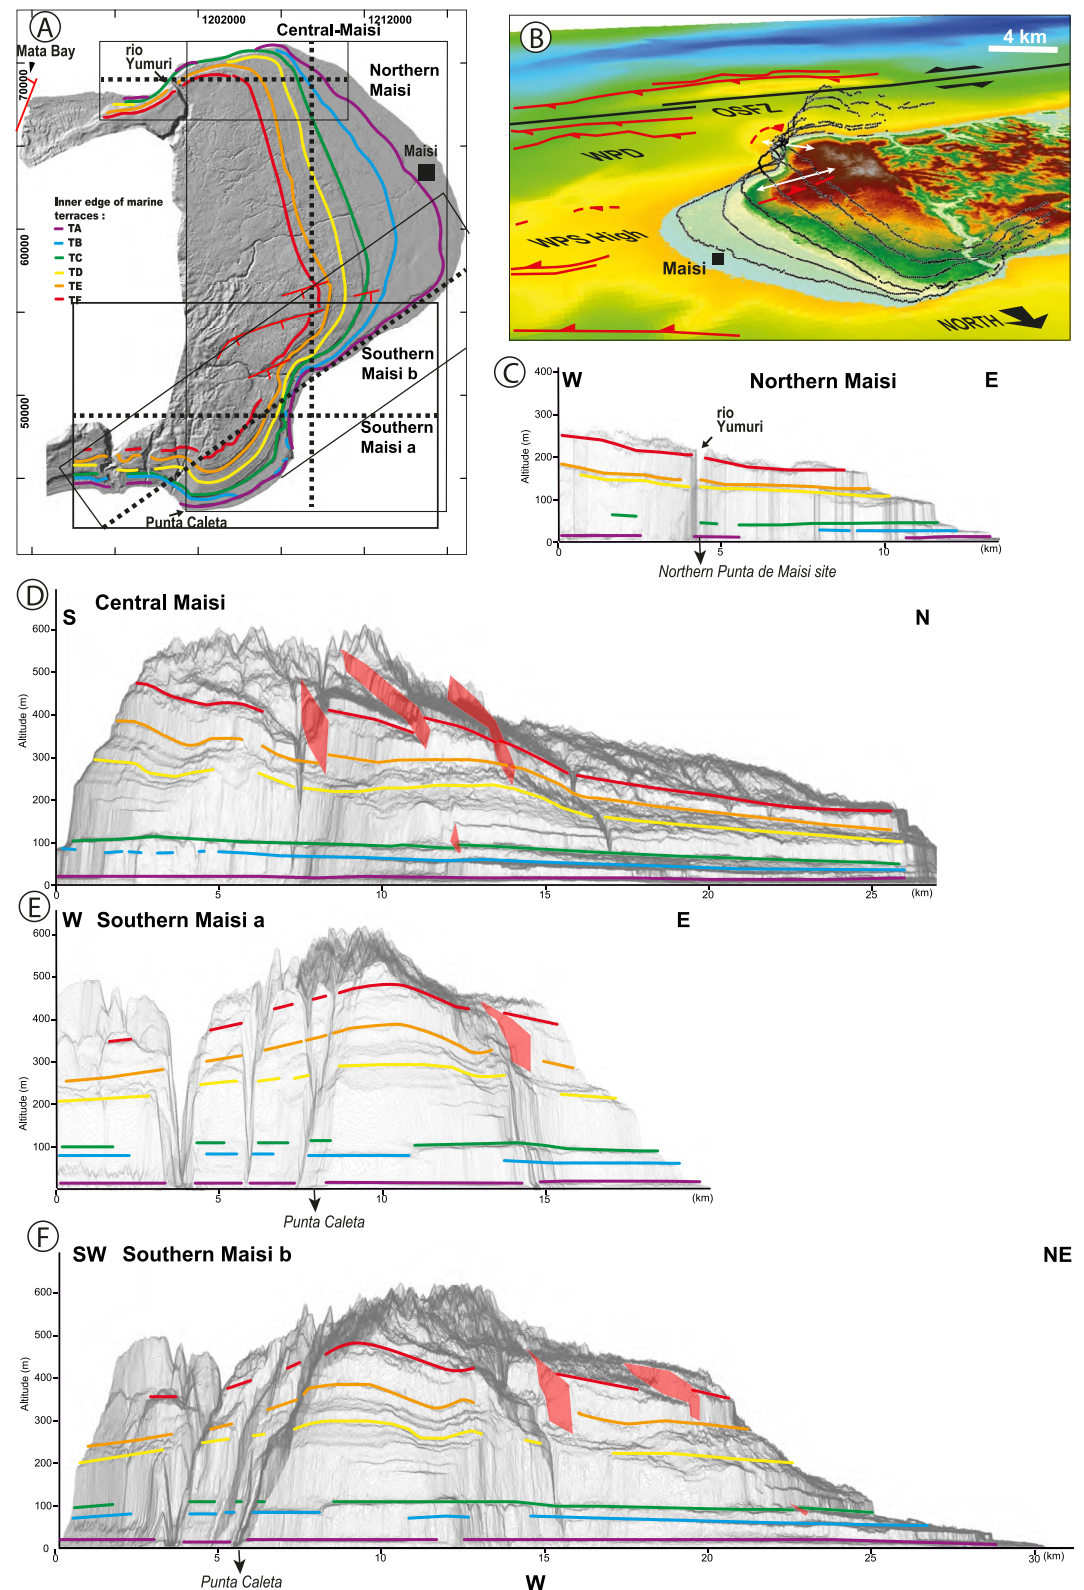 A
1202000
1212000
Central-Maisi
Mata Bay
rio
Yumuri
Northern
Maisi
70000
Maisi
Inner edge of marine
terraces :
TA
TB
TC
TD
TE
TF
60000
Southern
Maisi b
50000
Southern
Maisi a
Punta Caleta
B
4 km
OSFZ
WPD
WPS High
Maisi
NORTH
C
W
Northern Maisi
E
rio
Yumuri
Altitude (m)
400
300
200
100
0
0
5
10
(km)
Northern Punta de Maisi site
D
Central Maisi
S
N
Altitude (m)
600
500
400
300
200
100
0
0
5
10
15
20
25
(km)
E
W Southern Maisi a
E
Altitude (m)
600
500
400
300
200
100
0
5
10
15
(km)
Punta Caleta
F
SW Southern Maisi b
NE
Altitude (m)
600
500
400
300
200
100
0
0
5
10
15
20
25
30
(km)
Punta Caleta
W